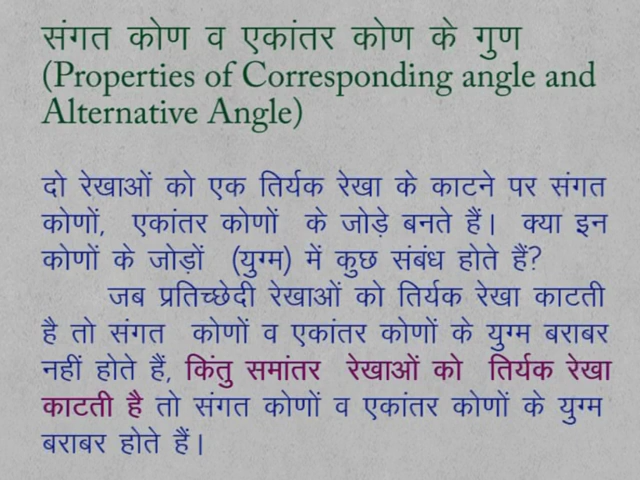 संगत कोण व एकांतर कोण के गुण
(Properties of Corresponding angle and
Alternative Angle)
दो रेखाओं को एक तिर्यक रेखा के काटने पर संगत
कोणों, एकांतर कोणों के जोड़े बनते हैं। क्या इन
कोणों के जोड़ों (युग्म) में कुछ संबंध होते हैं?
जब प्रतिच्छेदी रेखाओं को तिर्यक रेखा काटती
है तो संगत कोणों व एकांतर कोणों के युग्म बराबर
नहीं होते हैं, किंतु समांतर रेखाओं को तिर्यक रेखा
काटती है तो संगत कोणों व एकांतर कोणों के युग्म
बराबर होते हैं।